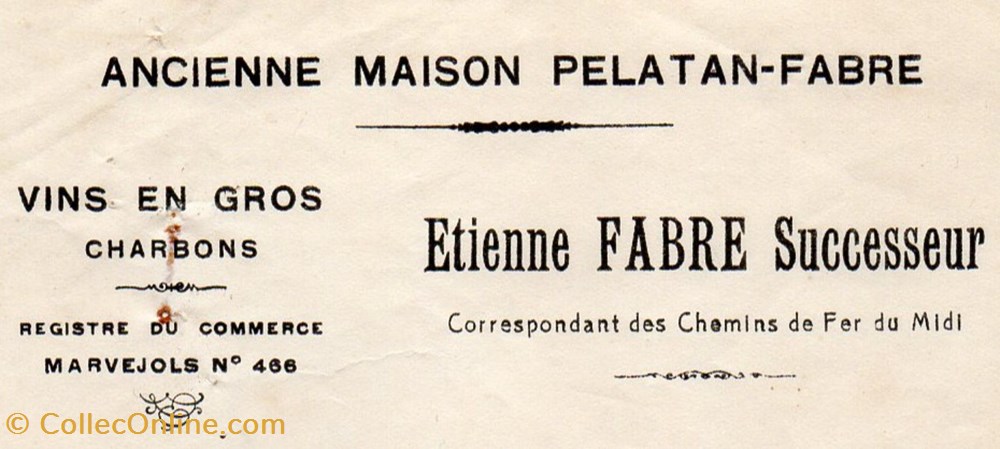 ANCIENNE MAISON PELATAN-FABRE
VINS EN GROS
CHARBONS
REGISTRE DU COMMERCE
MARVEJOLS Nº 466
Etienne FABRE Successeur
Correspondant des Chemins de Fer du Midi
© CollecOnline.com